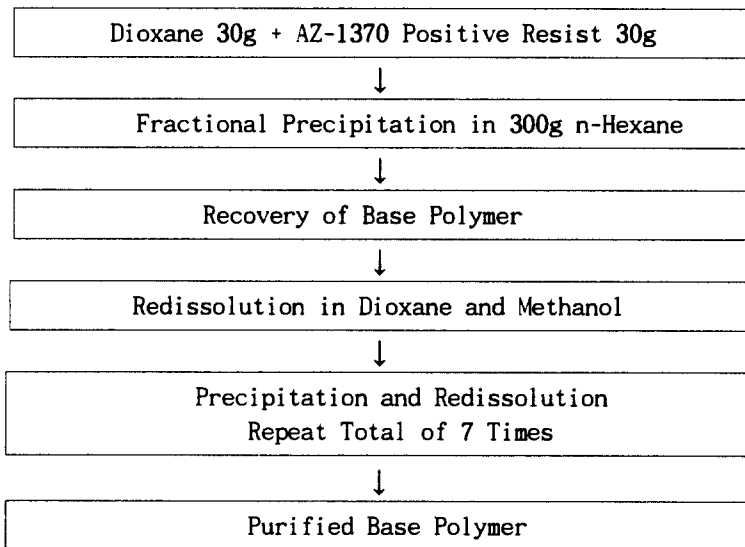 Dioxane 30g + AZ-1370 Positive Resist 30g
↓
Fractional Precipitation in 300g n-Hexane
↓
Recovery of Base Polymer
↓
Redissolution in Dioxane and Methanol
↓
Precipitation and Redissolution
Repeat Total of 7 Times
↓
Purified Base Polymer